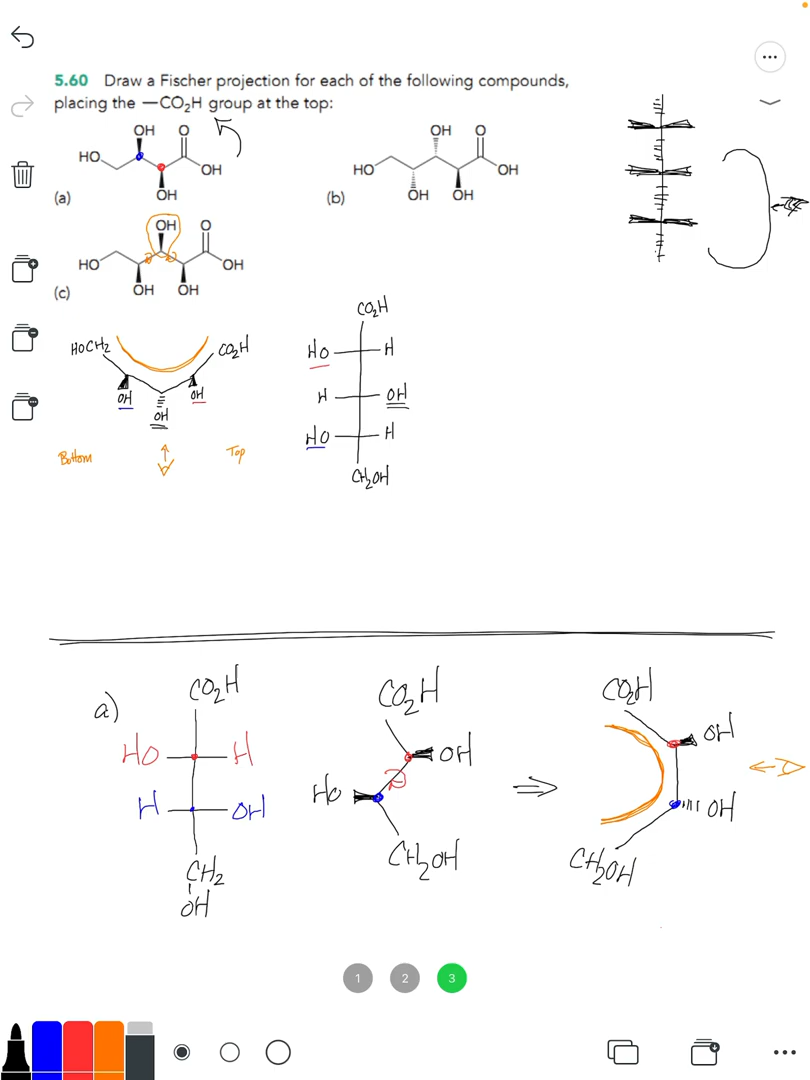 5.60 Draw a Fischer projection for each of the following compounds,
placing the —CO₂H group at the top:
OH O
HO OH
OH
(a)
OH O
HO OH
OH OH
(b)
OH O
HO OH
OH OH
(c)
HOCH₂ CO₂H
OH OH
OH
Bottom Top
CO₂H
HO H
H OH
HO H
CH₂OH
a)
CO₂H
HO H
H OH
CH₂
OH
CO₂H
OH
HO
CH₂OH
CO₂H
OH
OH
CH₂OH
1 2 3